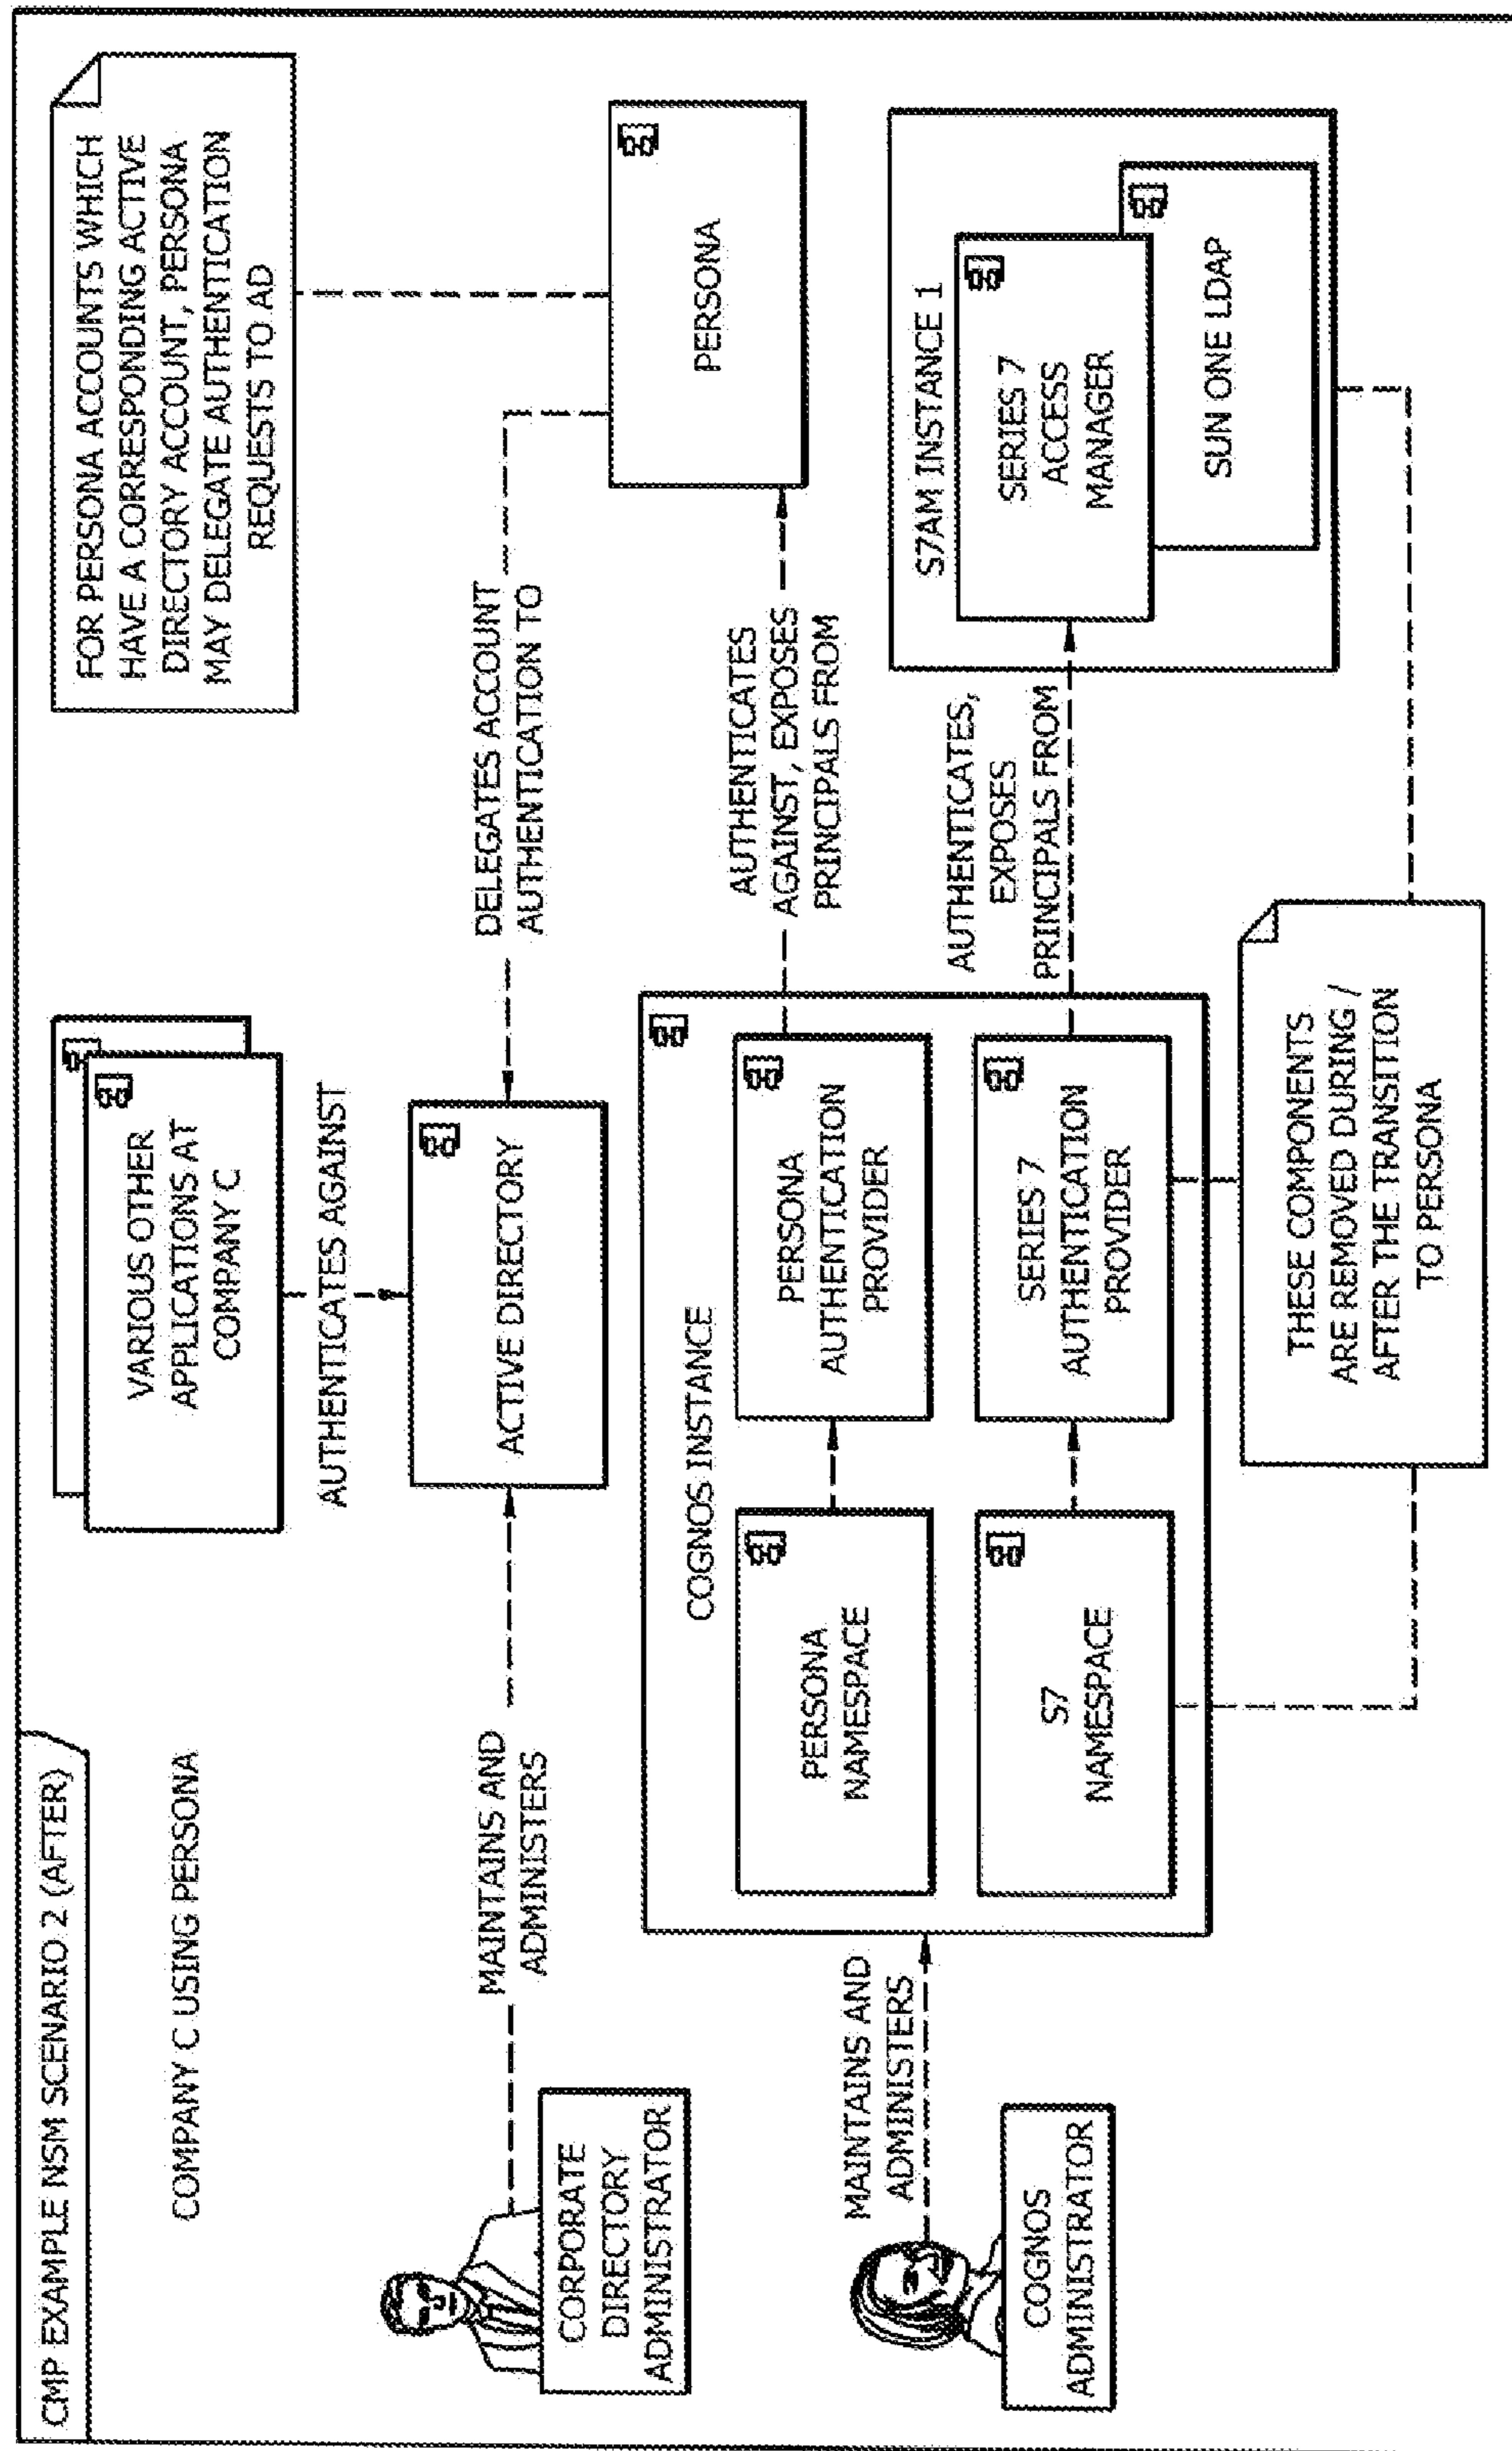 CMP EXAMPLE NSM SCENARIO 2 (AFTER)
COMPANY C USING PERSONA
VARIOUS OTHER
APPLICATIONS AT
COMPANY C
FOR PERSONA ACCOUNTS WHICH
HAVE A CORRESPONDING ACTIVE
DIRECTORY ACCOUNT, PERSONA
MAY DELEGATE AUTHENTICATION
REQUESTS TO AD
AUTHENTICATES AGAINST
CORPORATE
DIRECTORY
ADMINISTRATOR
MAINTAINS AND
ADMINISTERS
ACTIVE DIRECTORY
DELEGATES ACCOUNT
AUTHENTICATION TO
PERSONA
COGNOS INSTANCE
PERSONA
NAMESPACE
PERSONA
AUTHENTICATION
PROVIDER
AUTHENTICATES
AGAINST, EXPOSES
PRINCIPALS FROM
COGNOS
ADMINISTRATOR
MAINTAINS AND
ADMINISTERS
S7
NAMESPACE
SERIES 7
AUTHENTICATION
PROVIDER
AUTHENTICATES,
EXPOSES
PRINCIPALS FROM
S7AM INSTANCE 1
SERIES 7
ACCESS
MANAGER
SUN ONE LDAP
THESE COMPONENTS
ARE REMOVED DURING /
AFTER THE TRANSITION
TO PERSONA